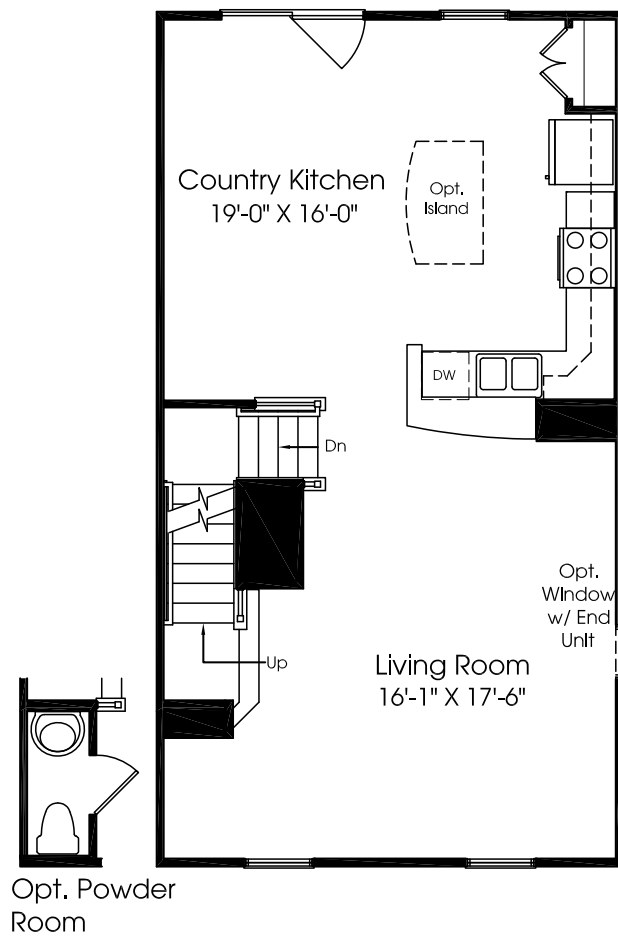 Country Kitchen
19'-0" X 16'-0"
Opt.
Island
DW
Dn
Opt.
Window
w/ End
Unit
Up
Living Room
16'-1" X 17'-6"
Opt. Powder
Room